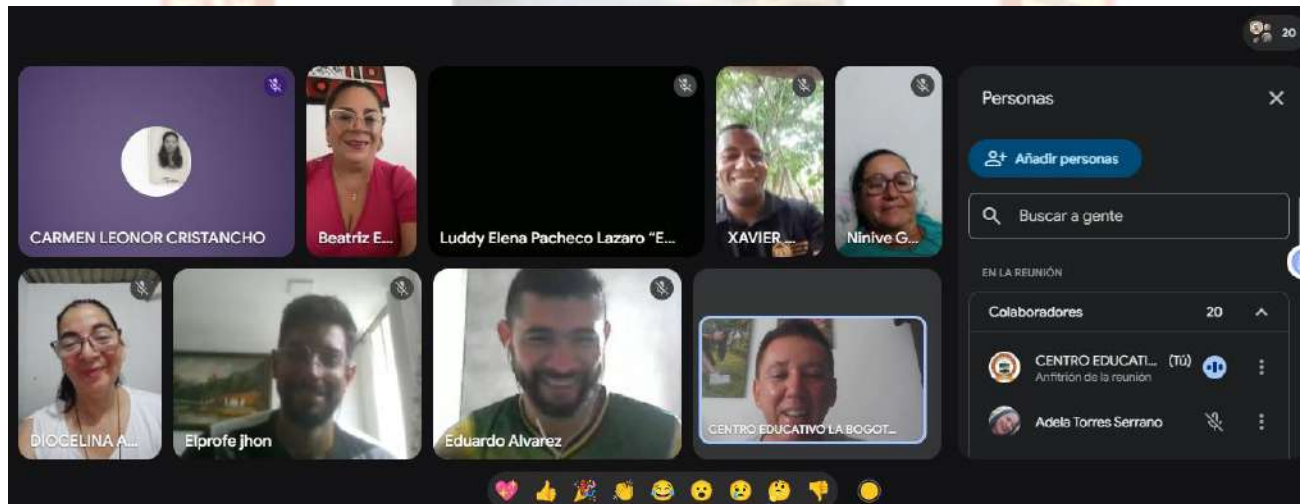 20
CARMEN LEONOR CRISTANCHO
Beatriz E...
Luddy Elena Pacheco Lazaro “E...
XAVIER ...
Ninive G...
DIOCELINA A...
Elprofe jhon
Eduardo Alvarez
CENTRO EDUCATIVO LA BOGOT...
Personas
Añadir personas
Buscar a gente
EN LA REUNIÓN
Colaboradores 20
CENTRO EDUCATI... (Tú)
Anfitrión de la reunión
Adela Torres Serrano